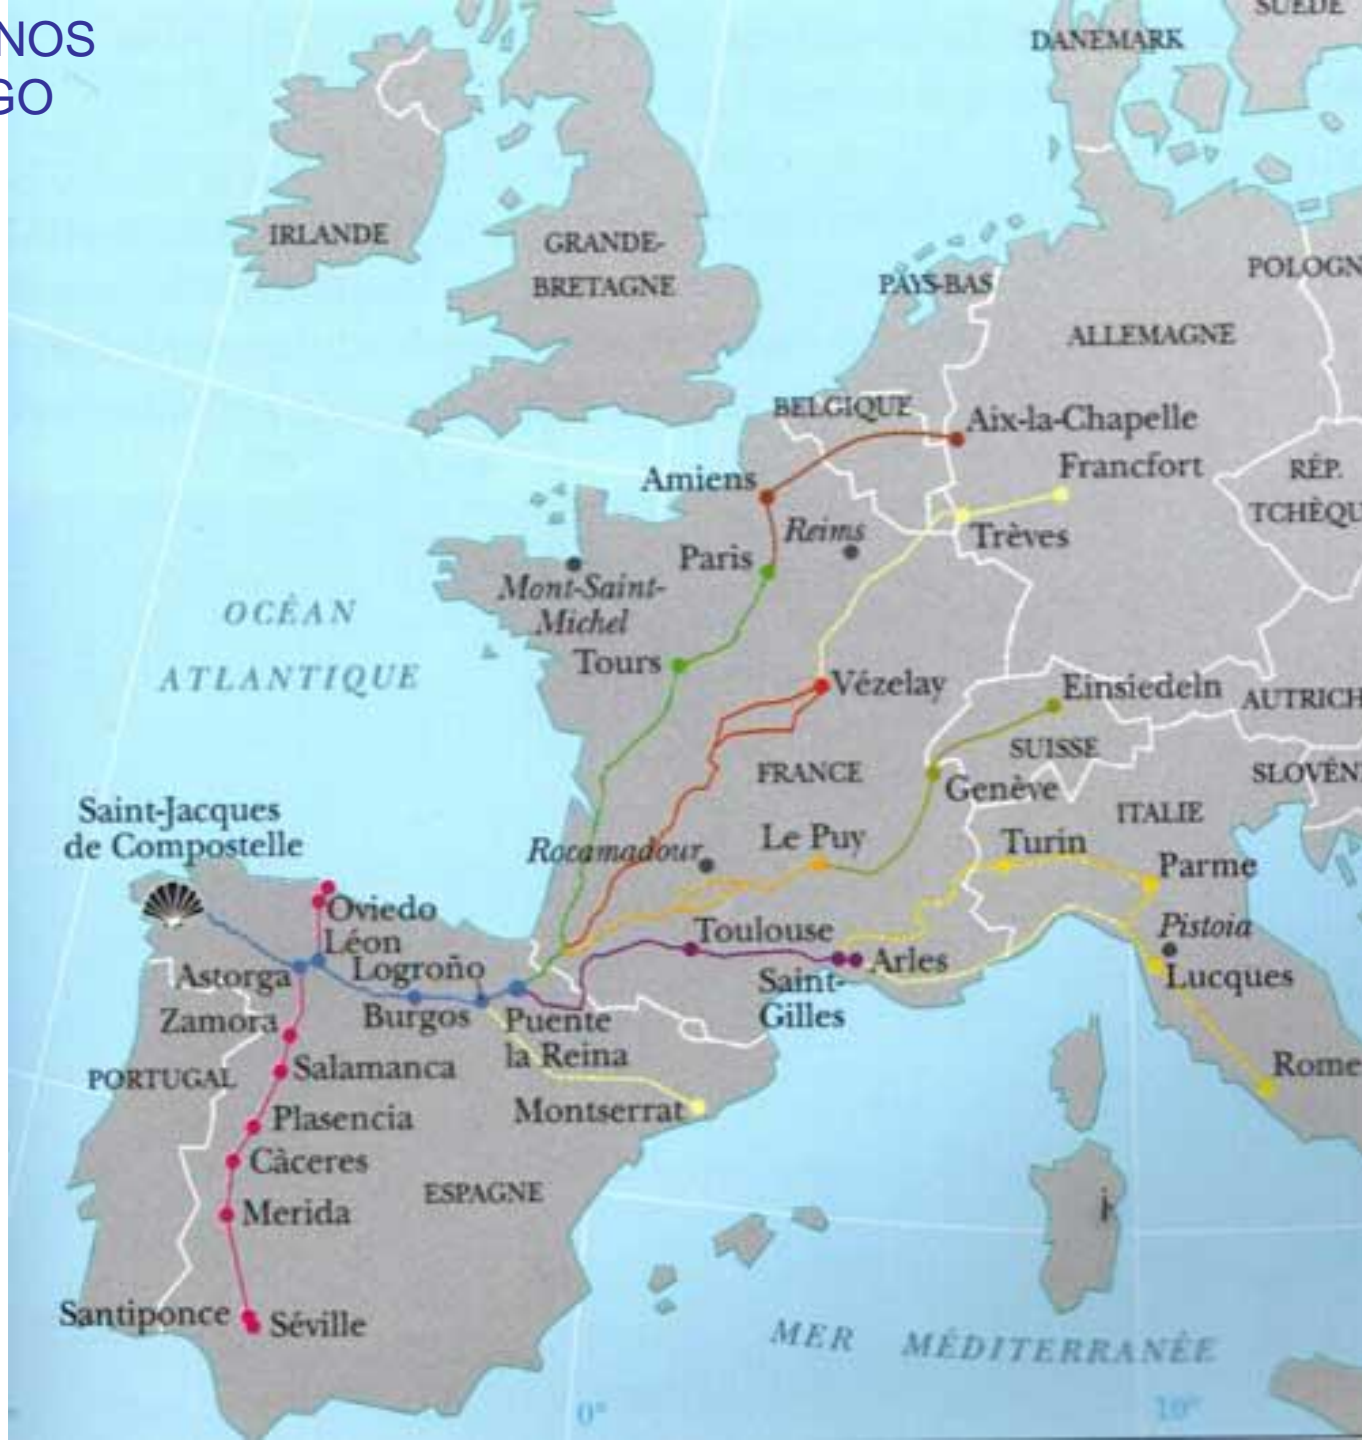 NOS
GO
SUÈDE
DANEMARK
IRLANDE
GRANDE-
BRETAGNE
PAYS-BAS
POLOGN
ALLEMAGNE
BELGIQUE
Aix-la-Chapelle
Francfort
RÉP.
TCHÈQU
Amiens
Reims
Trèves
Paris
Mont-Saint-
Michel
OCÉAN
ATLANTIQUE
Tours
Vézelay
Einsiedeln
AUTRICH
SUISSE
FRANCE
Genève
SLOVÉN
ITALIE
Saint-Jacques
de Compostelle
Rocamadour
Le Puy
Turin
Parme
Oviedo
Léon
Toulouse
Pistoia
Astorga
Logroño
Arles
Lucques
Saint-
Gilles
Zamora
Burgos
Puente
la Reina
PORTUGAL
Salamanca
Rome
Montserrat
Plasencia
Càceres
ESPAGNE
Merida
Santiponce
Séville
MER MÉDITERRANÉE
0°
10°